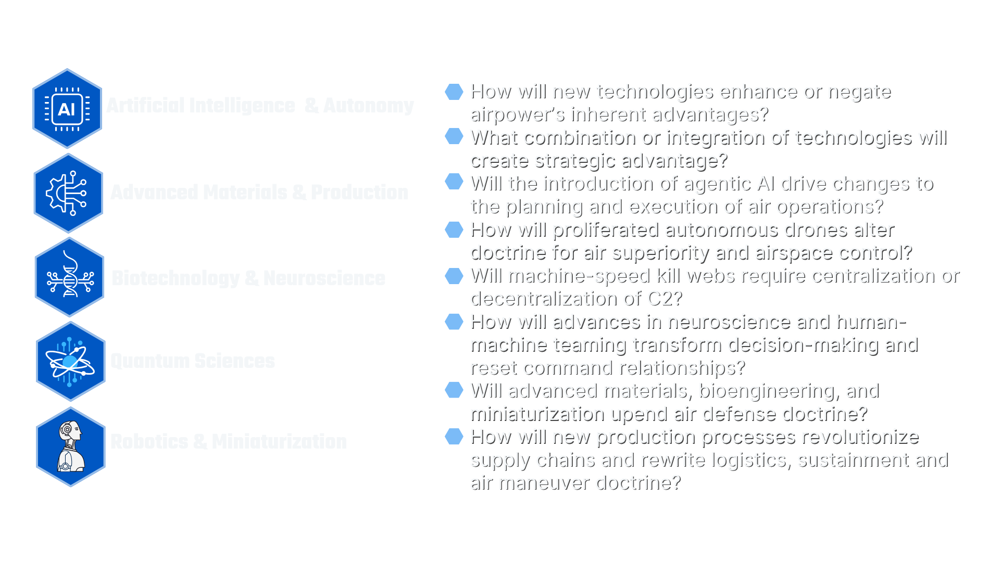 AI
Artificial Intelligence & Autonomy
Advanced Materials & Production
Biotechnology & Neuroscience
Quantum Sciences
Robotics & Miniaturization
How will new technologies enhance or negate
airpower’s inherent advantages?
What combination or integration of technologies will
create strategic advantage?
Will the introduction of agentic AI drive changes to
the planning and execution of air operations?
How will proliferated autonomous drones alter
doctrine for air superiority and airspace control?
Will machine-speed kill webs require centralization or
decentralization of C2?
How will advances in neuroscience and human-
machine teaming transform decision-making and
reset command relationships?
Will advanced materials, bioengineering, and
miniaturization upend air defense doctrine?
How will new production processes revolutionize
supply chains and rewrite logistics, sustainment and
air maneuver doctrine?